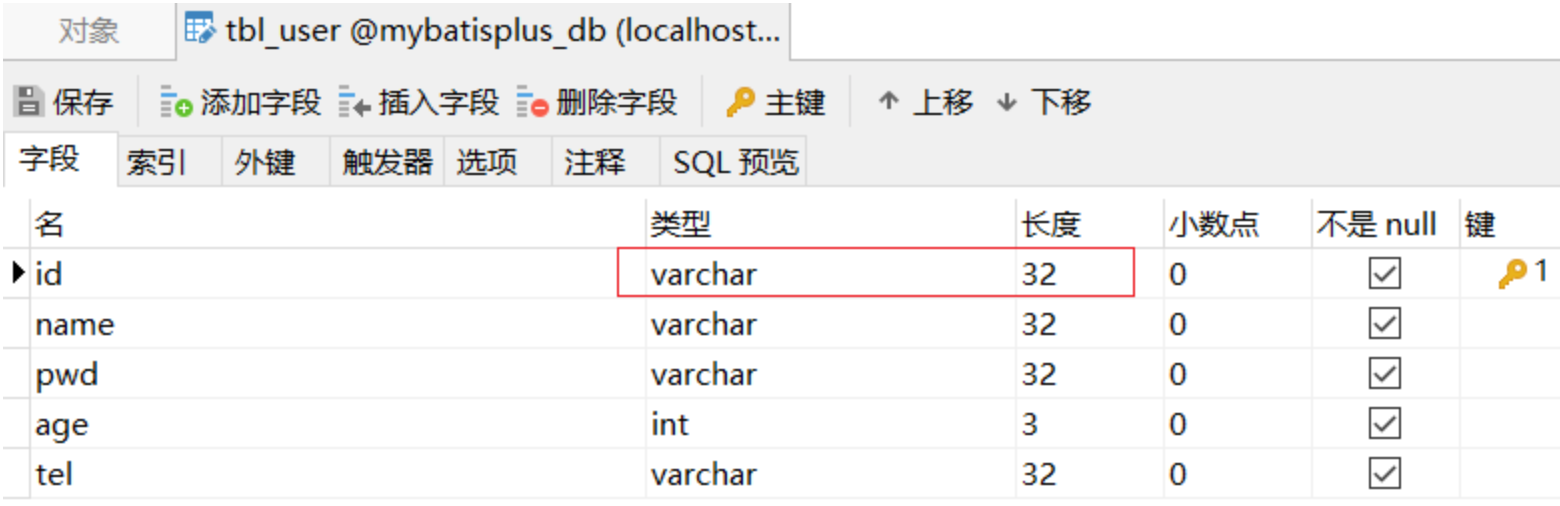 对象 tbl_user @mybatisplus_db (localhost...
保存 添加字段 插入字段 删除字段 主键 上移 下移
字段 索引 外键 触发器 选项 注释 SQL 预览
名 类型 长度 小数点 不是 null 键
id varchar 32 0 1
name varchar 32 0
pwd varchar 32 0
age int 3 0
tel varchar 32 0